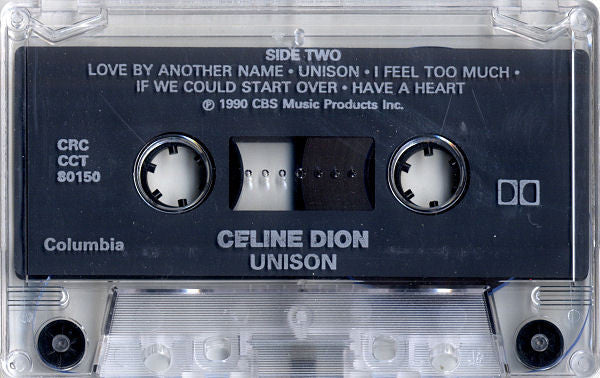 SIDE TWO
LOVE BY ANOTHER NAME • UNISON • I FEEL TOO MUCH •
IF WE COULD START OVER • HAVE A HEART
℗ 1990 CBS Music Products Inc.
CRC
CCT
80150
Columbia
CELINE DION
UNISON